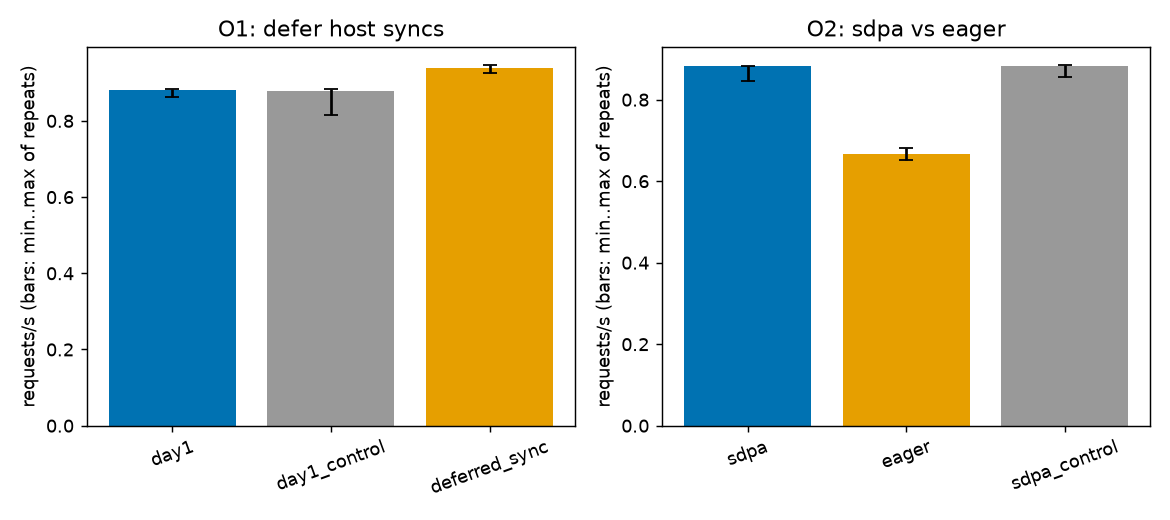 O1: defer host syncs
requests/s (bars: min..max of repeats)
0.8
0.6
0.4
0.2
0.0
day1
day1_control
deferred_sync
O2: sdpa vs eager
requests/s (bars: min..max of repeats)
0.8
0.6
0.4
0.2
0.0
sdpa
eager
sdpa_control